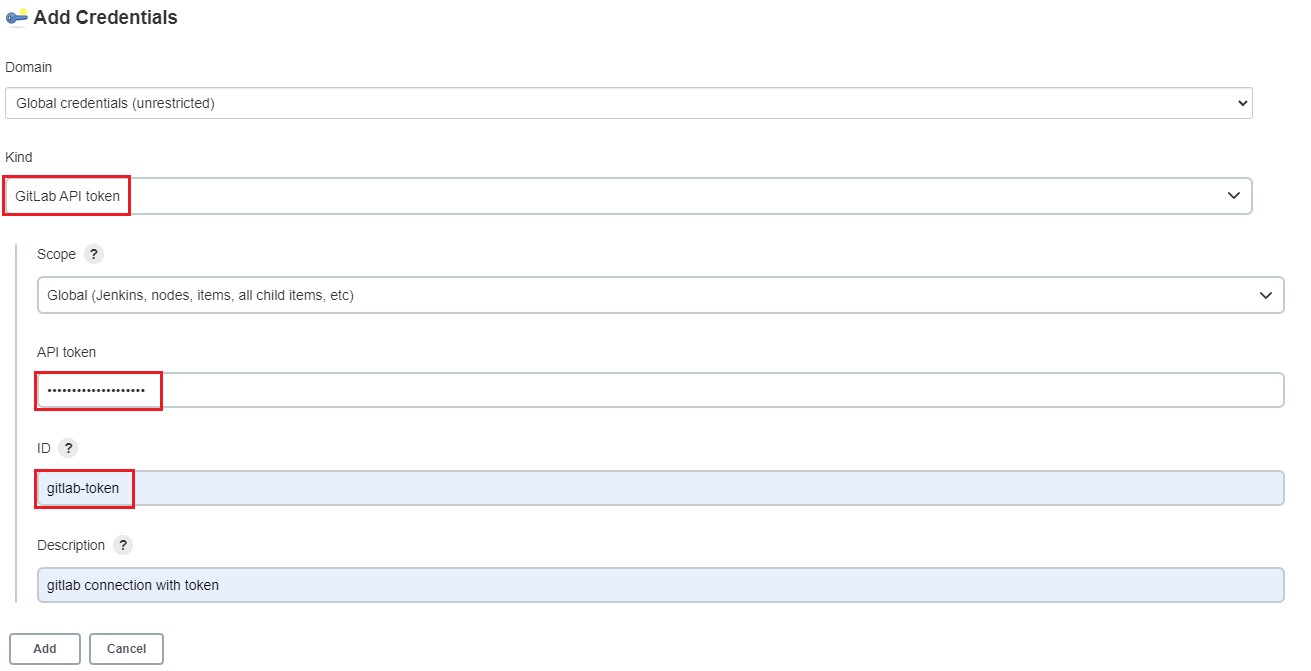 Add Credentials
Domain
Global credentials (unrestricted)
Kind
GitLab API token
Scope ?
Global (Jenkins, nodes, items, all child items, etc)
API token
••••••••••••••••••••
ID ?
gitlab-token
Description ?
gitlab connection with token
Add Cancel